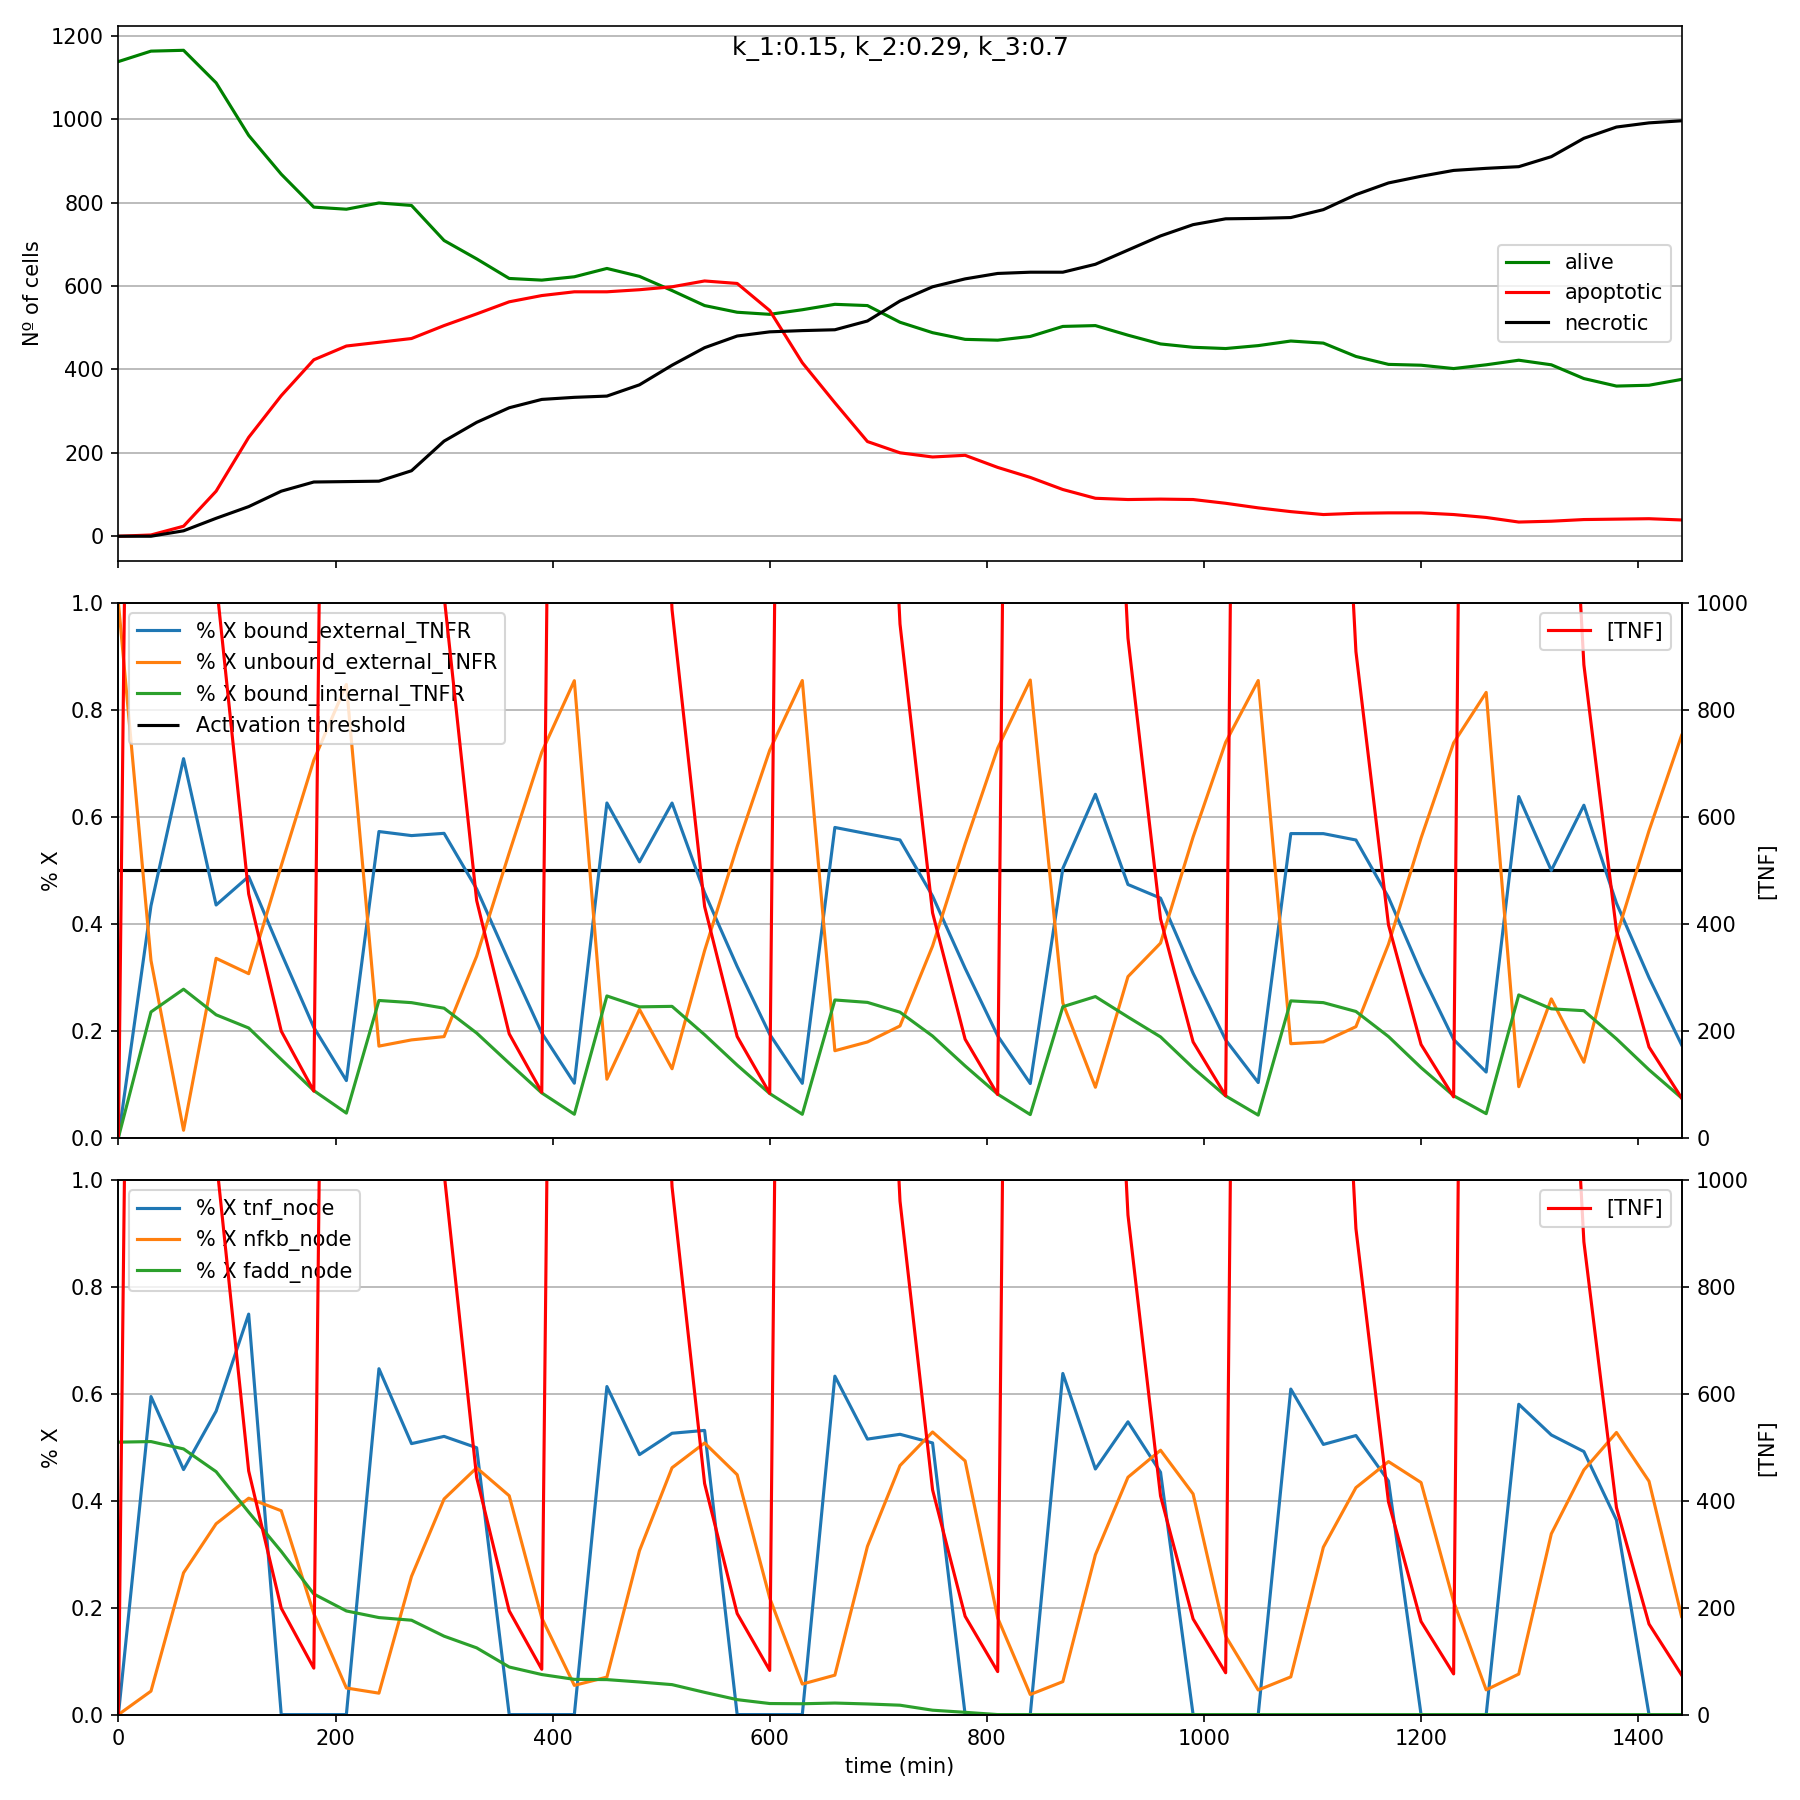 k_1:0.15, k_2:0.29, k_3:0.7
1200
1000
800
600
400
200
0
Nº of cells
alive
apoptotic
necrotic
1.0
0.8
0.6
0.4
0.2
0.0
% X
% X bound_external_TNFR
% X unbound_external_TNFR
% X bound_internal_TNFR
Activation threshold
[TNF]
1000
800
600
400
200
0
[TNF]
1.0
0.8
0.6
0.4
0.2
0.0
% X
% X tnf_node
% X nfkb_node
% X fadd_node
[TNF]
1000
800
600
400
200
0
[TNF]
0 200 400 600 800 1000 1200 1400
time (min)